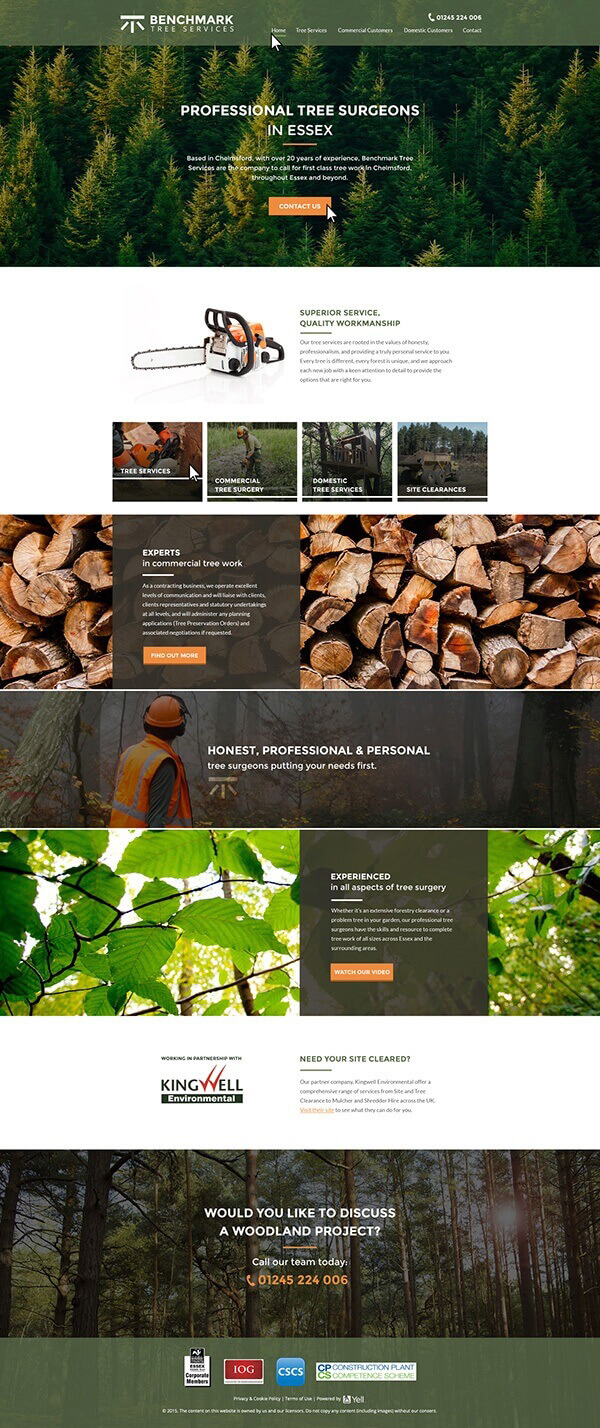 BENCHMARK
TREE SERVICES
01245 224 006
Home Tree Services Commercial Customers Domestic Customers Contact
PROFESSIONAL TREE SURGEONS
IN ESSEX
Based in Chelmsford, with over 20 years of experience, Benchmark Tree
Services are the company to call for first class tree work in Chelmsford,
throughout Essex and beyond.
CONTACT US
SUPERIOR SERVICE,
QUALITY WORKMANSHIP
Our tree services are rooted in the values of honesty,
professionalism, and providing a truly personal service to you.
Every tree is different, every forest is unique, and we approach
each new job with a keen attention to detail to provide the
options that are right for you.
TREE SERVICES
COMMERCIAL
TREE SURGERY
DOMESTIC
TREE SERVICES
SITE CLEARANCES
EXPERTS
in commercial tree work
As a contracting business, we operate excellent
levels of communication and will liaise with clients,
clients representatives and statutory undertakings
at all levels, and will administer any planning
applications (Tree Preservation Orders) and
associated negotiations if requested.
FIND OUT MORE
HONEST, PROFESSIONAL & PERSONAL
tree surgeons putting your needs first.
EXPERIENCED
in all aspects of tree surgery
Whether it's an extensive forestry clearance or a
problem tree in your garden, our professional tree
surgeons have the skills and resource to complete
tree work of all sizes across Essex and the
surrounding areas.
WATCH OUR VIDEO
WORKING IN PARTNERSHIP WITH
KINGWELL
Environmental
NEED YOUR SITE CLEARED?
Our partner company, Kingwell Environmental offer a
comprehensive range of services from Site and Tree
Clearance to Mulcher and Shredder Hire across the UK.
Visit their site to see what they can do for you.
WOULD YOU LIKE TO DISCUSS
A WOODLAND PROJECT?
Call our team today:
01245 224 006
ESSEX
Corporate
Members
IOG
CSCS
CP CONSTRUCTION PLANT
CS COMPETENCE SCHEME
Privacy & Cookie Policy | Terms of Use | Powered by Yell
© 2015. The content on this website is owned by us and our licensors. Do not copy any content (including images) without our consent.